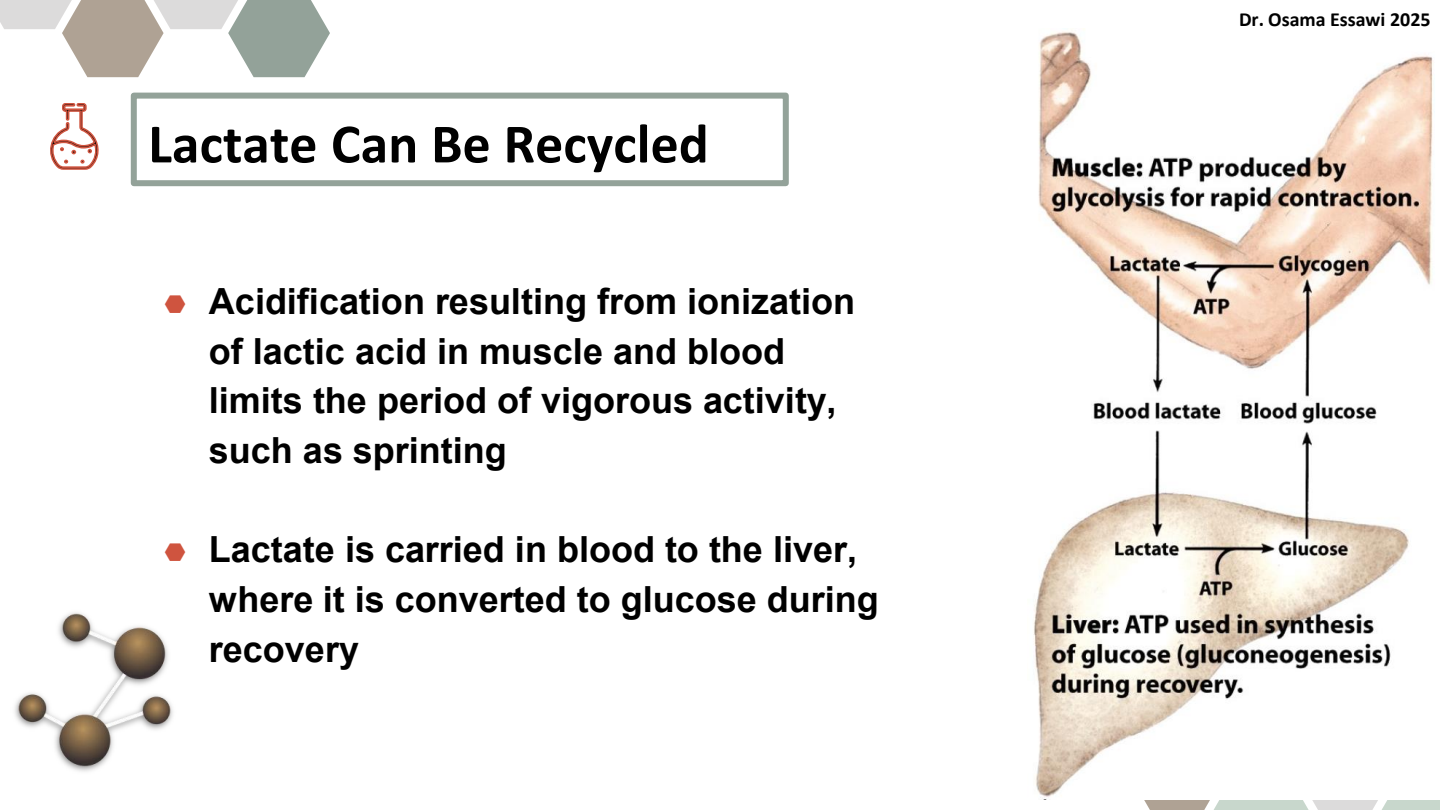 Dr. Osama Essawi 2025
Lactate Can Be Recycled
Acidification resulting from ionization
of lactic acid in muscle and blood
limits the period of vigorous activity,
such as sprinting
Lactate is carried in blood to the liver,
where it is converted to glucose during
recovery
Muscle: ATP produced by
glycolysis for rapid contraction.
Lactate Glycogen
ATP
Blood lactate Blood glucose
Lactate Glucose
ATP
Liver: ATP used in synthesis
of glucose (gluconeogenesis)
during recovery.